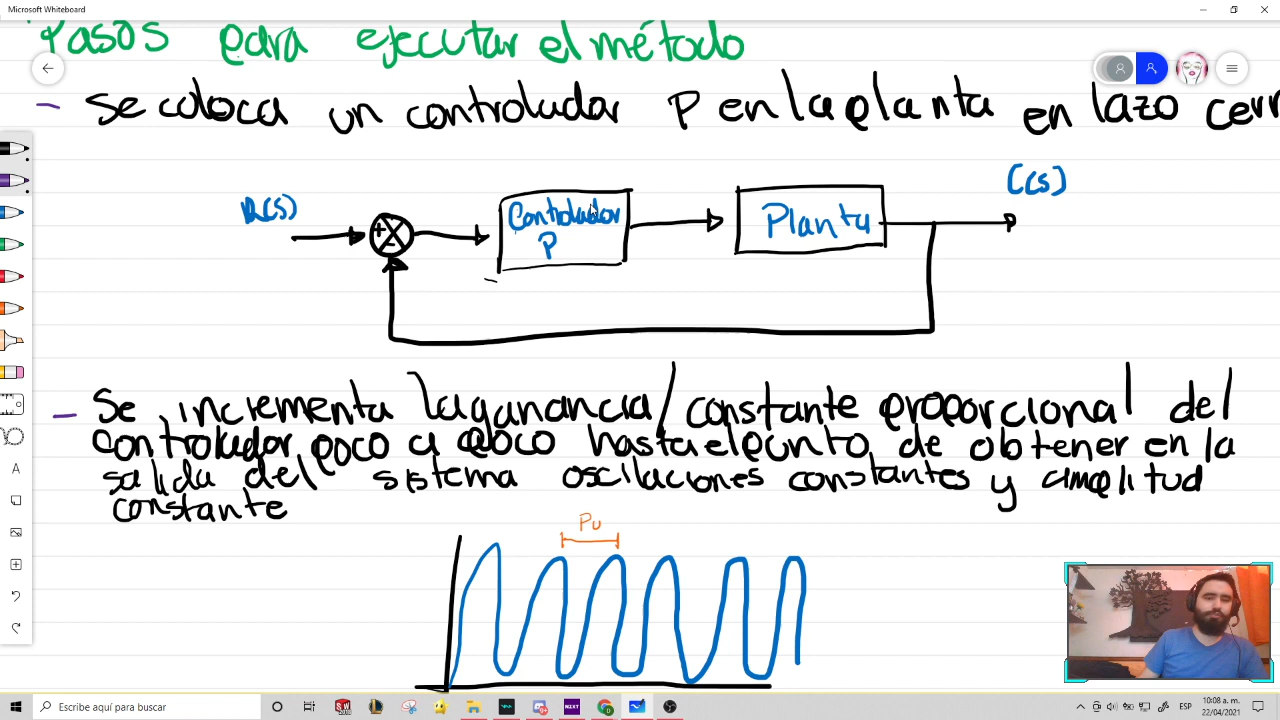 Microsoft Whiteboard
Pasos para ejecutar el método
- Se coloca un controlador P en la planta en lazo cerr
R(s)
C(s)
+
-
Controlador
P
Planta
- Se incrementa la ganancia/constante proporcional del
controlador poco a poco hasta el punto de obtener en la
salida del sistema oscilaciones constantes y amplitud
constante
Pu
A
Escribe aquí para buscar
SW
NEXT
ESP
10:08 a. m.
22/04/2021